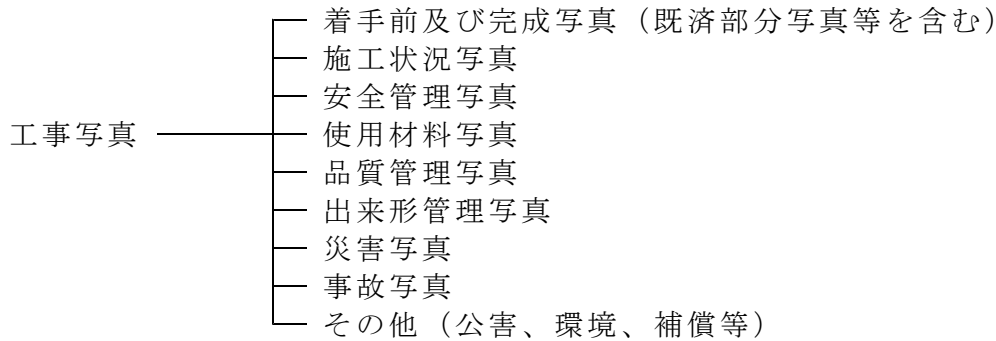 着手前及び完成写真（既済部分写真等を含む）
施工状況写真
安全管理写真
工事写真 使用材料写真
品質管理写真
出来形管理写真
災害写真
事故写真
その他（公害、環境、補償等）